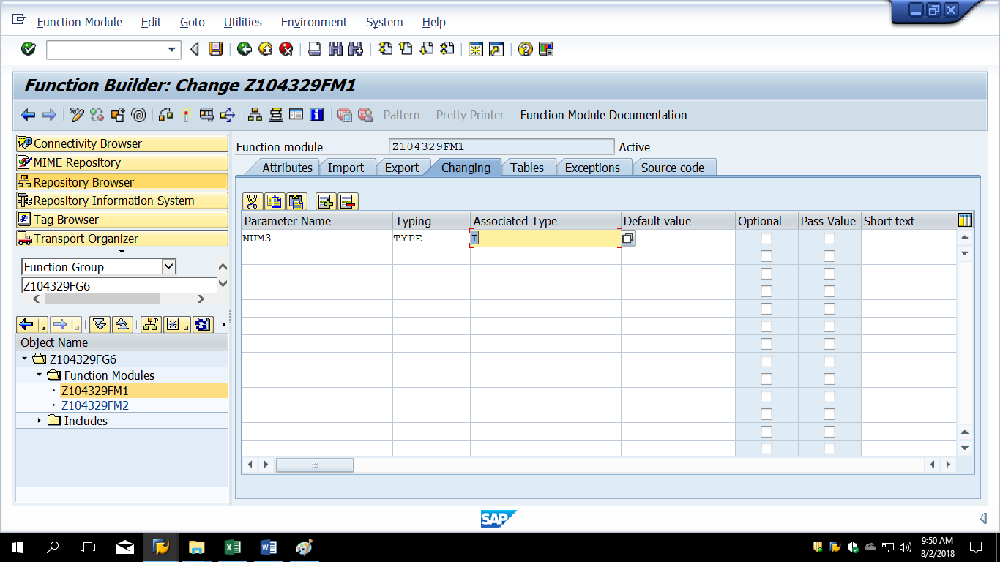 Function Module Edit Goto Utilities Environment System Help
Function Builder: Change Z104329FM1
Pattern Pretty Printer Function Module Documentation
Connectivity Browser
MIME Repository
Repository Browser
Repository Information System
Tag Browser
Transport Organizer
Function Group
Z104329FG6
Object Name
Z104329FG6
Function Modules
Z104329FM1
Z104329FM2
Includes
Function module Z104329FM1 Active
Attributes Import Export Changing Tables Exceptions Source code
Parameter Name Typing Associated Type Default value Optional Pass Value Short text
NUM3 TYPE I
SAP
9:50 AM
8/2/2018